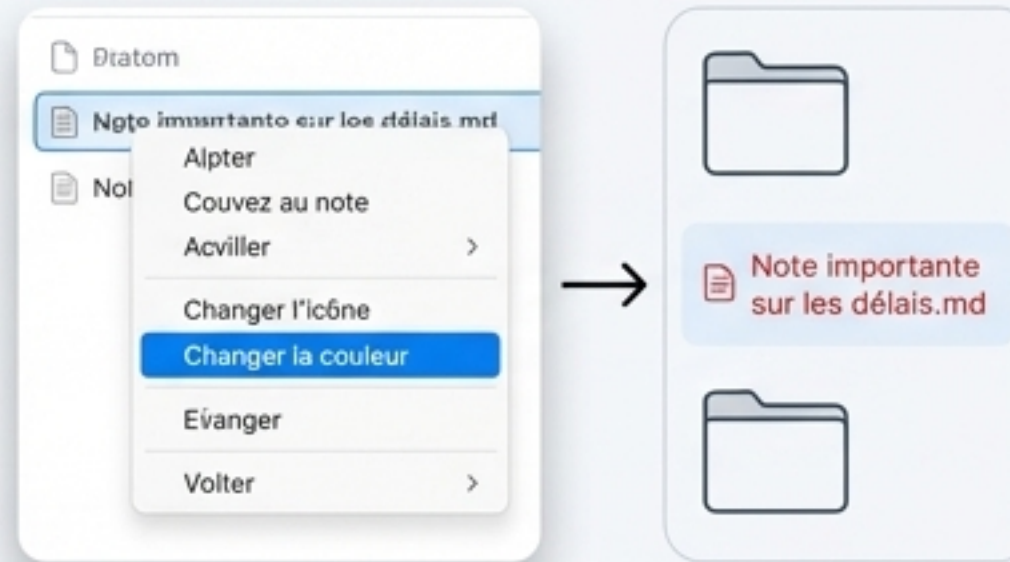 Đtatom
Note importante sur les délais.md
Not
Alpter
Couvez au note
Acviller
Changer l'icône
Changer la couleur
Evanger
Volter
Note importante
sur les délais.md